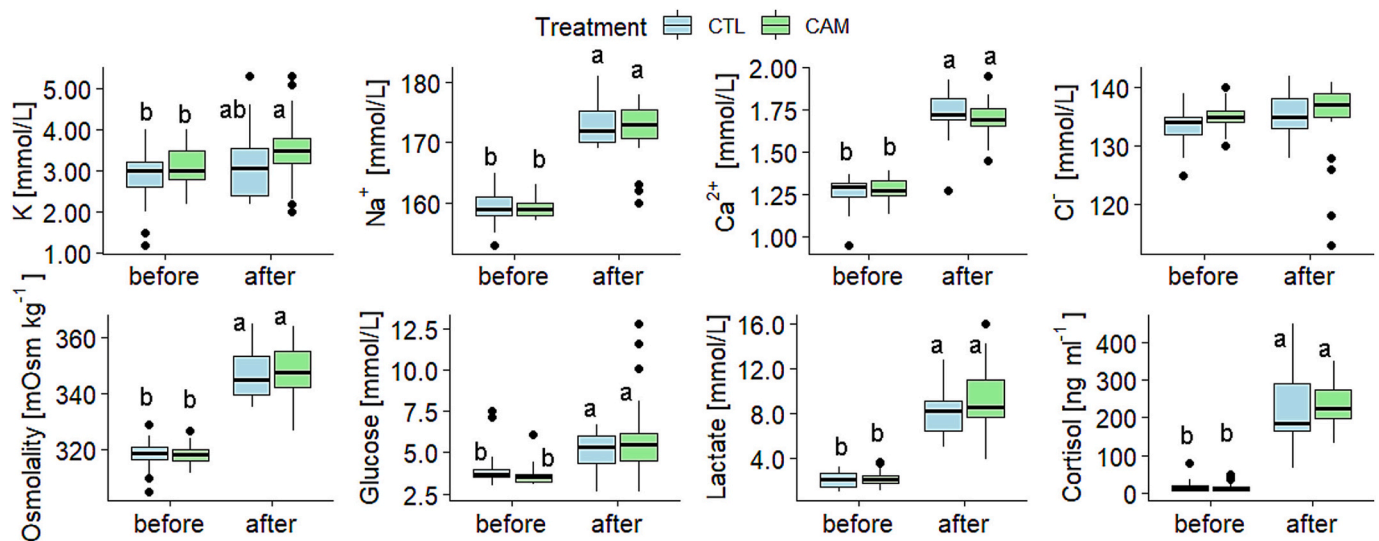 Treatment CTL CAM
K [mmol/L]
5.00
4.00
3.00
2.00
1.00
b b ab a
before after
Na⁺ [mmol/L]
180
170
160
b b a a
before after
Ca²⁺ [mmol/L]
2.00
1.75
1.50
1.25
1.00
b b a a
before after
Cl⁻ [mmol/L]
140
130
120
before after
Osmolality [mOsm kg⁻¹ ]
360
340
320
b b a a
before after
Glucose [mmol/L]
12.5
10.0
7.5
5.0
2.5
b b a a
before after
Lactate [mmol/L]
16.0
12.0
8.0
4.0
b b a a
before after
Cortisol [ng ml⁻¹ ]
400
300
200
100
0
b b a a
before after